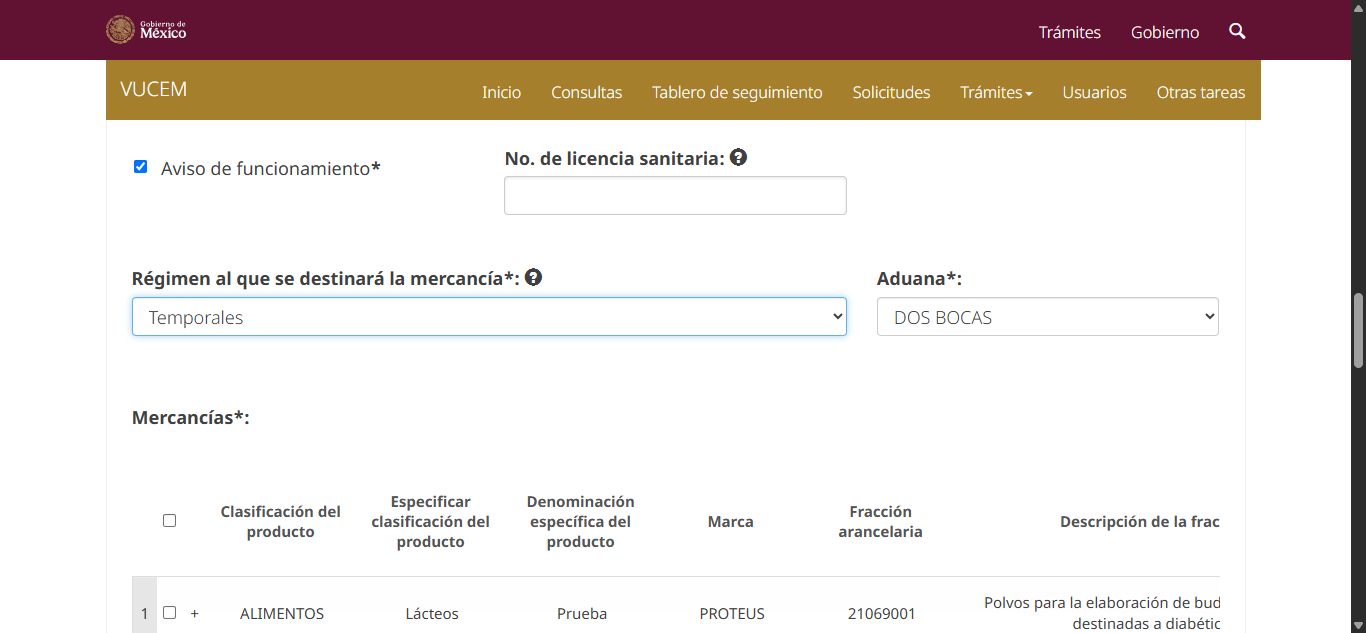 Gobierno de
México
Trámites
Gobierno
VUCEM
Inicio
Consultas
Tablero de seguimiento
Solicitudes
Trámites
Usuarios
Otras tareas
Aviso de funcionamiento*
No. de licencia sanitaria:
Régimen al que se destinará la mercancía*:
Aduana*:
Temporales
DOS BOCAS
Mercancías*:
Clasificación del
producto
Especificar
clasificación del
producto
Denominación
específica del
producto
Marca
Fracción
arancelaria
Descripción de la frac
1
+
ALIMENTOS
Lácteos
Prueba
PROTEUS
21069001
Polvos para la elaboración de bud
destinadas a diabétic